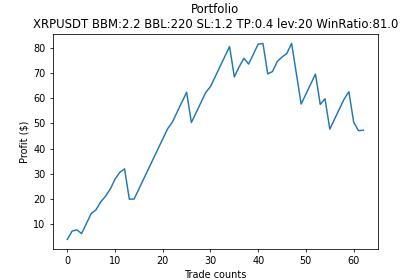 Portfolio
XRPUSDT BBM:2.2 BBL:220 SL:1.2 TP:0.4 lev:20 WinRatio:81.0
80
70
60
50
40
30
20
10
Profit ($)
0 10 20 30 40 50 60
Trade counts